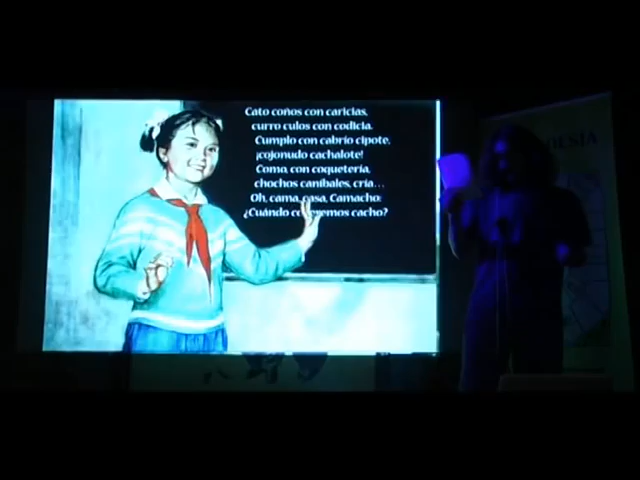 Cato coños con caricias,
curro culos con codicia.
Cumplo con cabrío cipote,
¡cojonudo cachalote!
Coma, con coquetería,
chochos caníbales, cría...
Oh, cama, casa, Camacho:
¿Cuándo cacho?